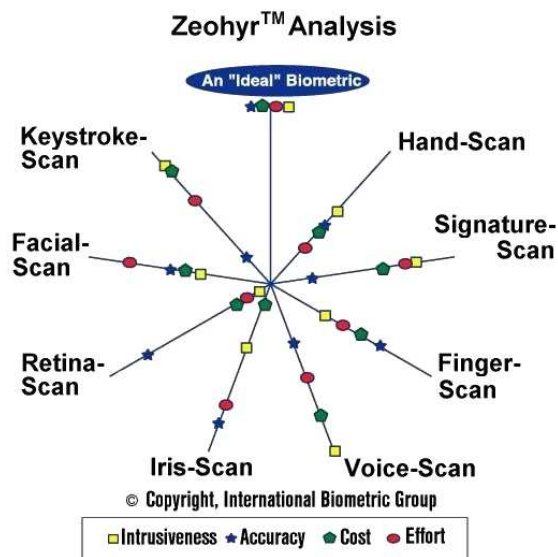 Zeohyr™ Analysis
An "Ideal" Biometric
Keystroke-
Scan
Hand-Scan
Signature-
Scan
Facial-
Scan
Retina-
Scan
Finger-
Scan
Iris-Scan
Voice-Scan
© Copyright, International Biometric Group
Intrusiveness Accuracy Cost Effort